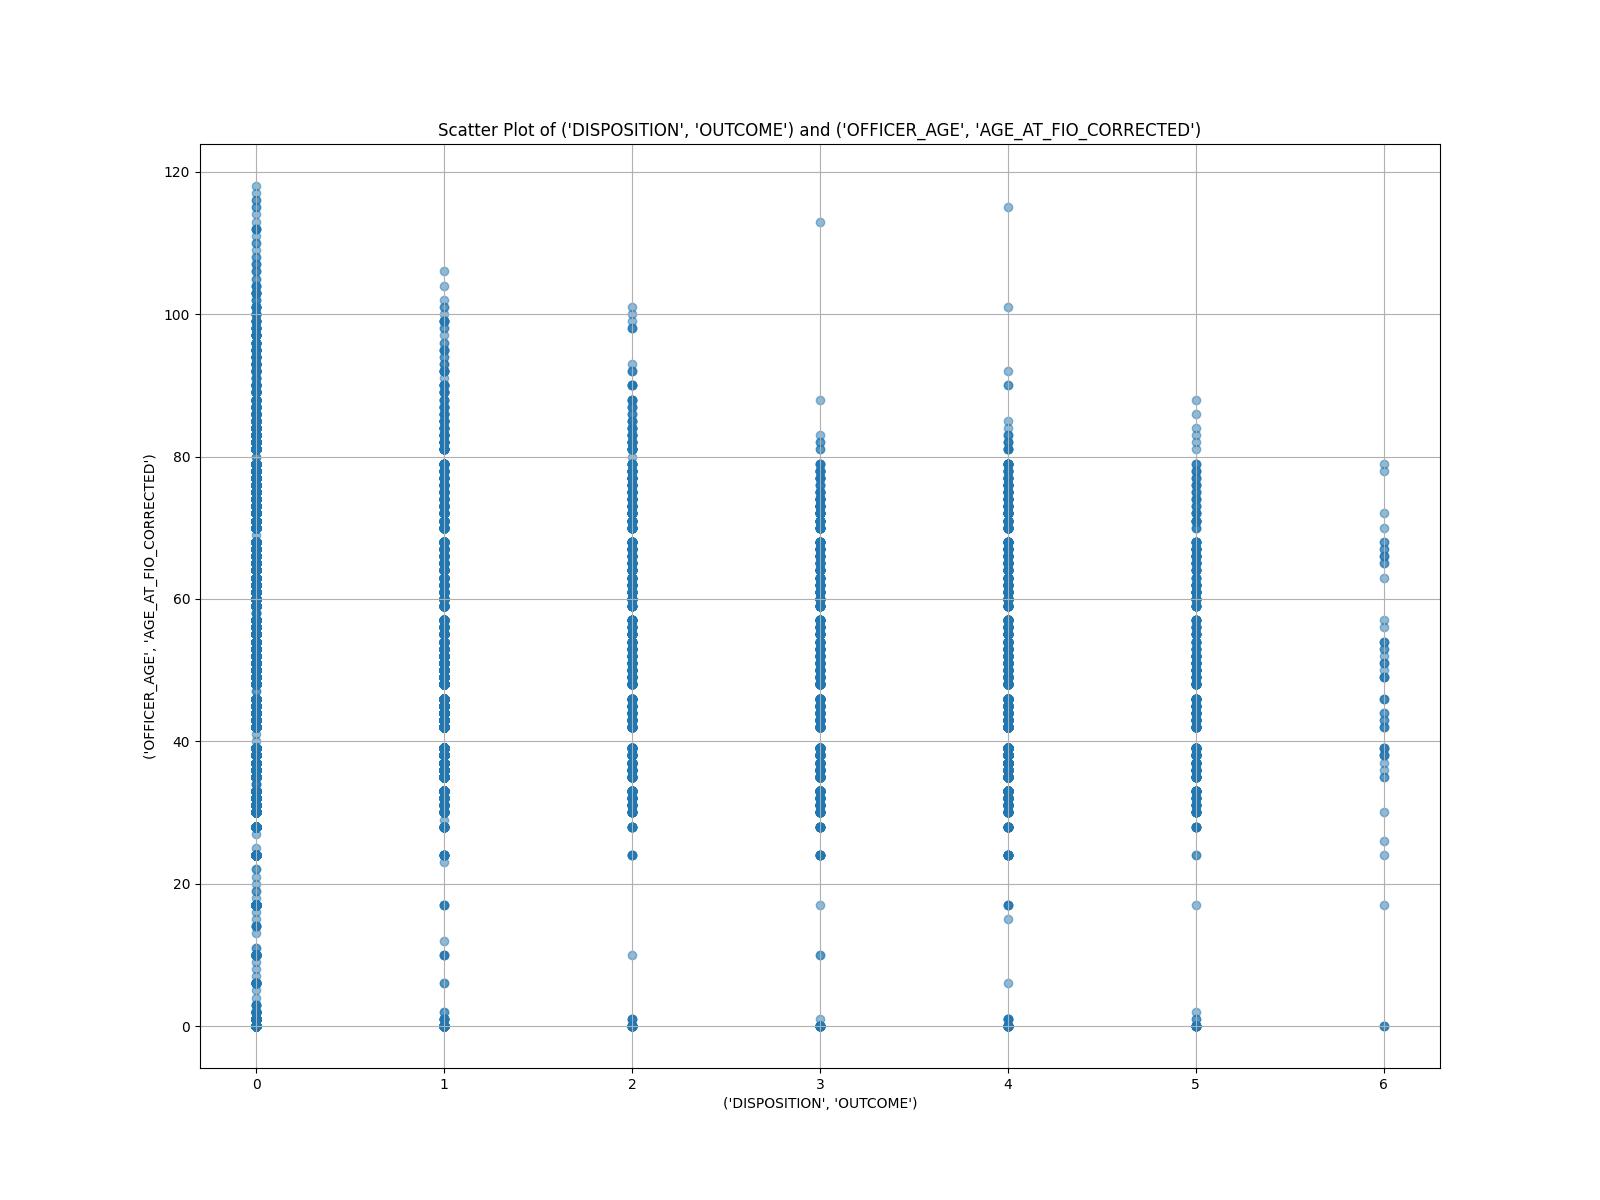 Scatter Plot of ('DISPOSITION', 'OUTCOME') and ('OFFICER_AGE', 'AGE_AT_FIO_CORRECTED')
120
100
80
60
40
20
0
('OFFICER_AGE', 'AGE_AT_FIO_CORRECTED')
0 1 2 3 4 5 6
('DISPOSITION', 'OUTCOME')